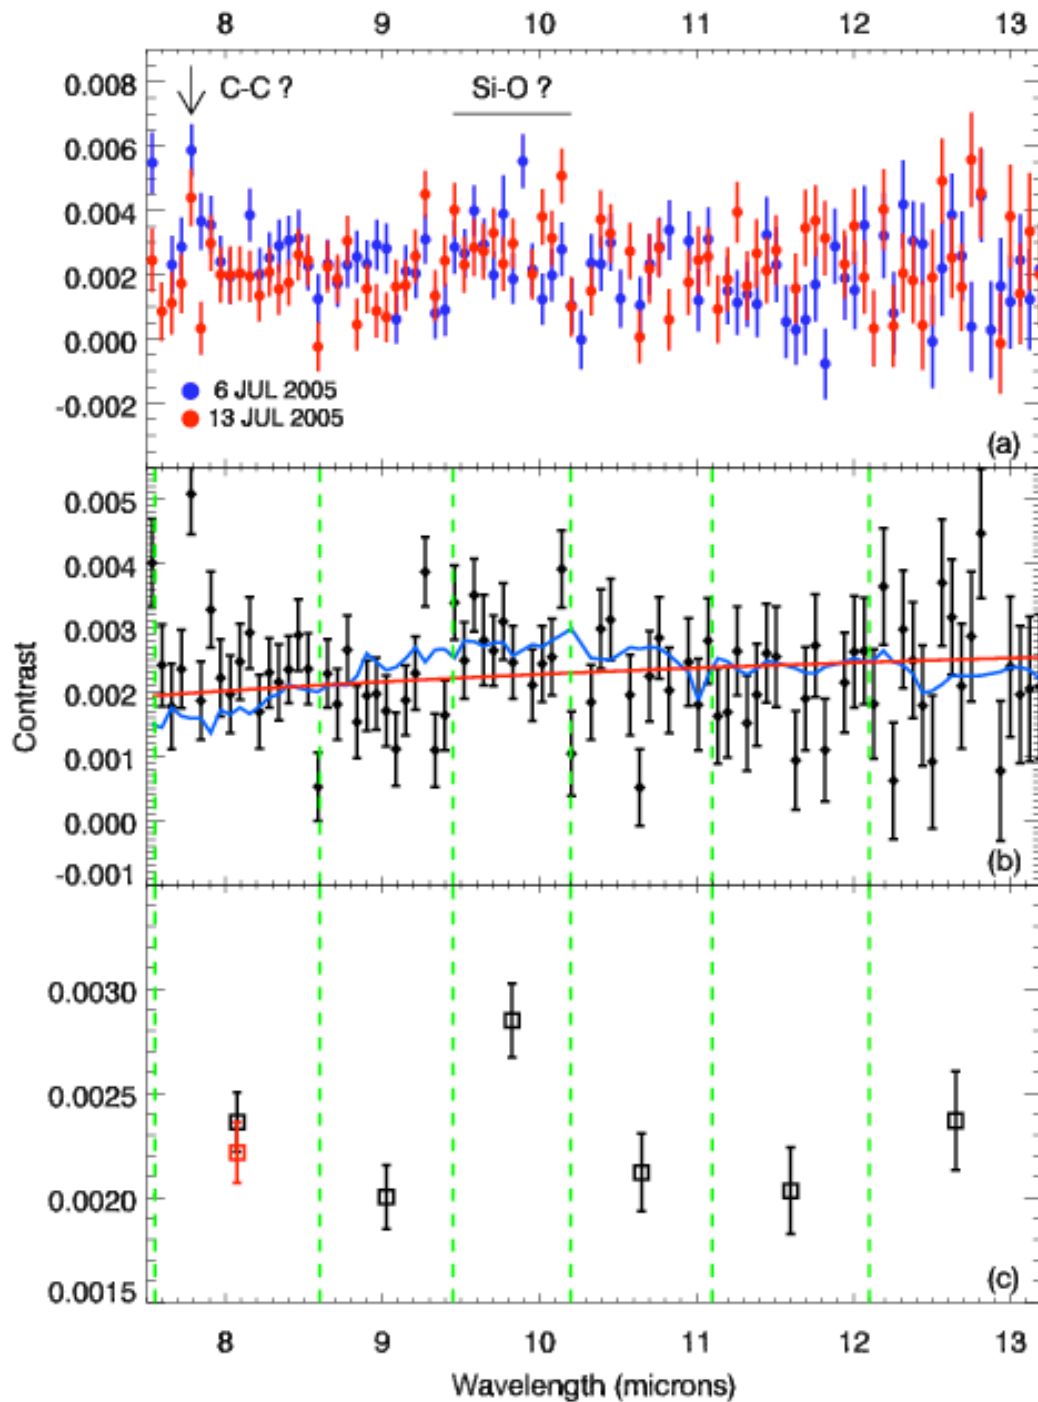 8 9 10 11 12 13
0.008
C-C ? Si-O ?
0.006
0.004
0.002
0.000
6 JUL 2005
-0.002
13 JUL 2005
(a)
0.005
0.004
0.003
0.002
0.001
0.000
-0.001
(b)
Contrast
0.0030
0.0025
0.0020
0.0015
(c)
8 9 10 11 12 13
Wavelength (microns)